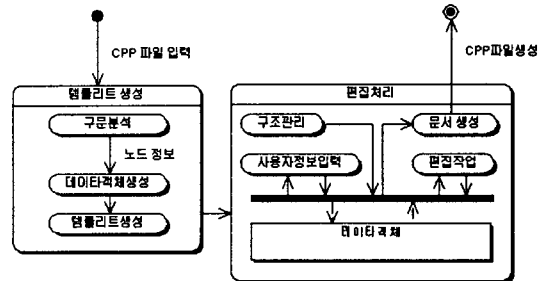 CPP 파일 입력
CPP파일생성
템플리트 생성
구문분석
노드 정보
데이타객체생성
템플리트생성
편집처리
구조관리
문서 생성
사용자정보입력
편집작업
데이타객체